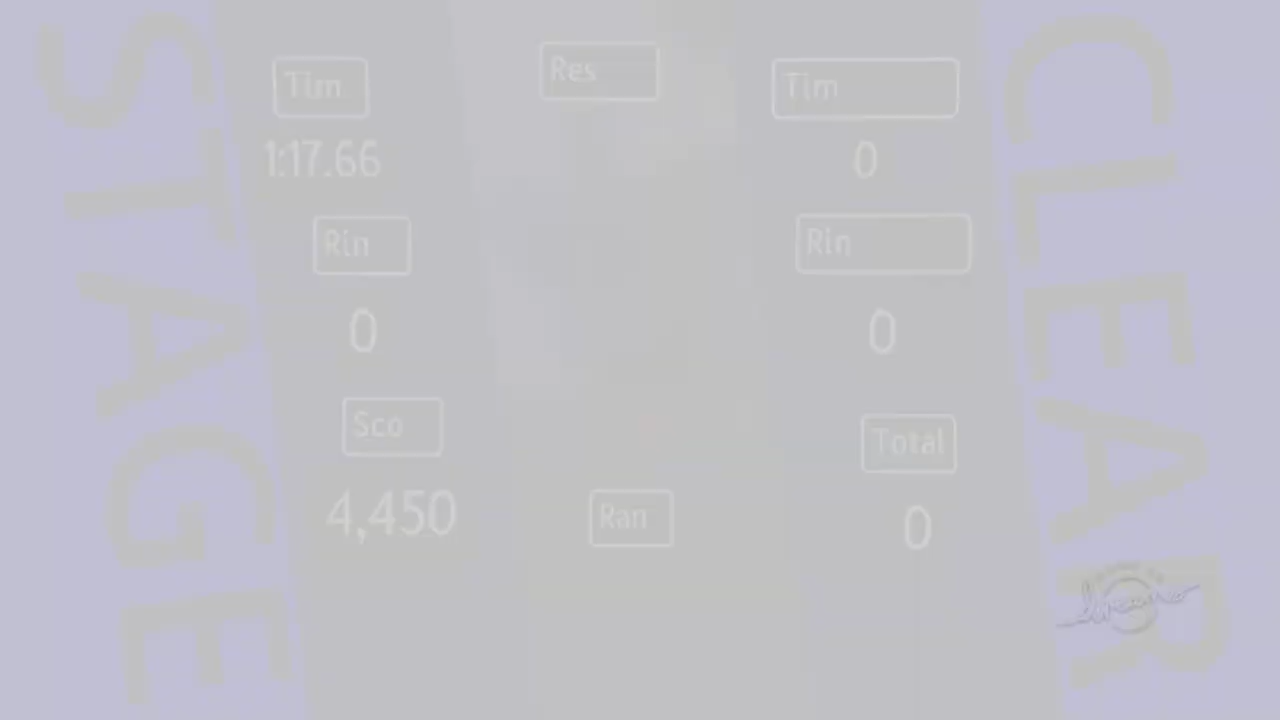 STAGE
CLEAR
Tim
1:17.66
Rin
0
Sco
4,450
Res
Ran
Tim
0
Rin
0
Total
0
dreams